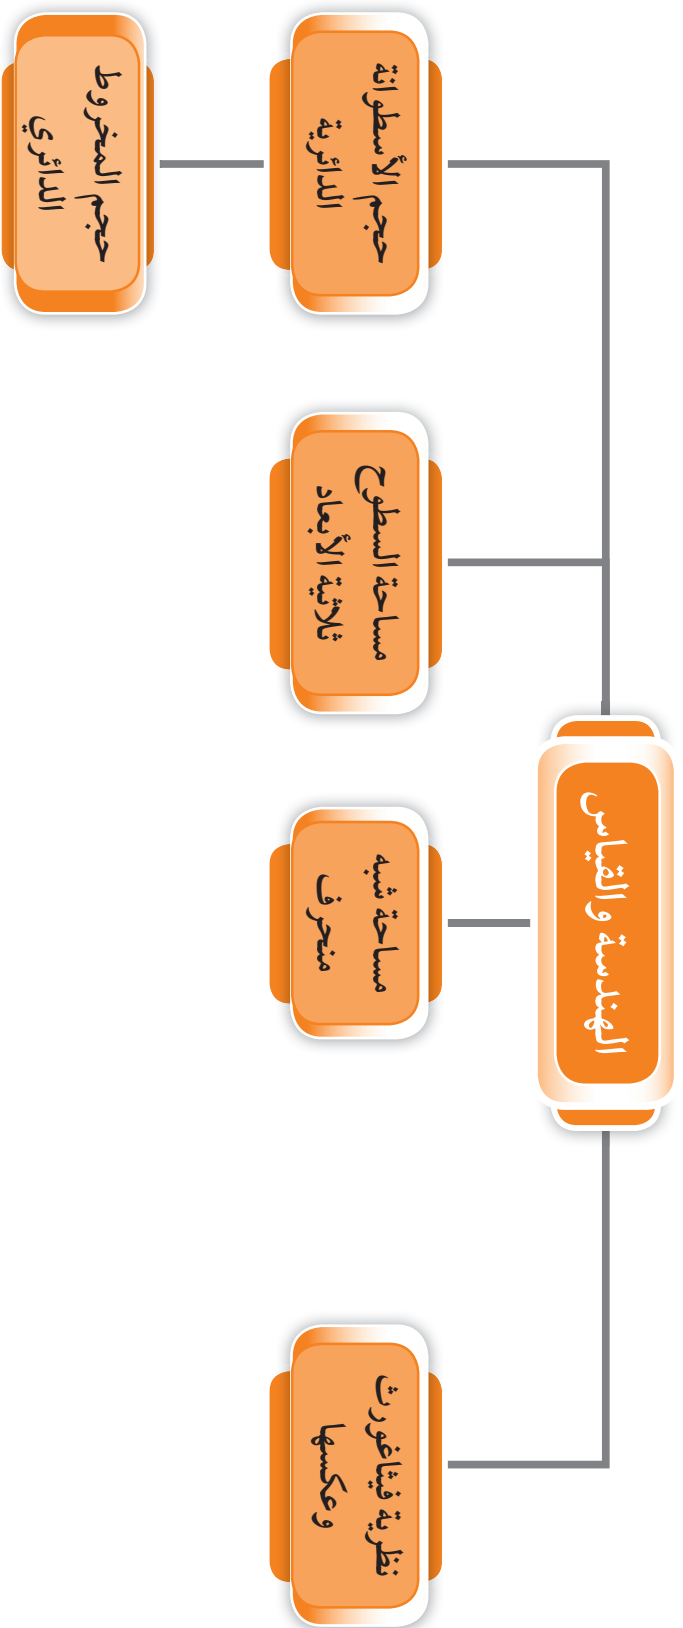 الهندسة والقياس
نظرية فيثاغورث
وعكسها
مساحة شبه
منحرف
مساحة السطوح
ثلاثية الأبعاد
حجم الأسطوانة
الدائرية
حجم المخروط
الدائري